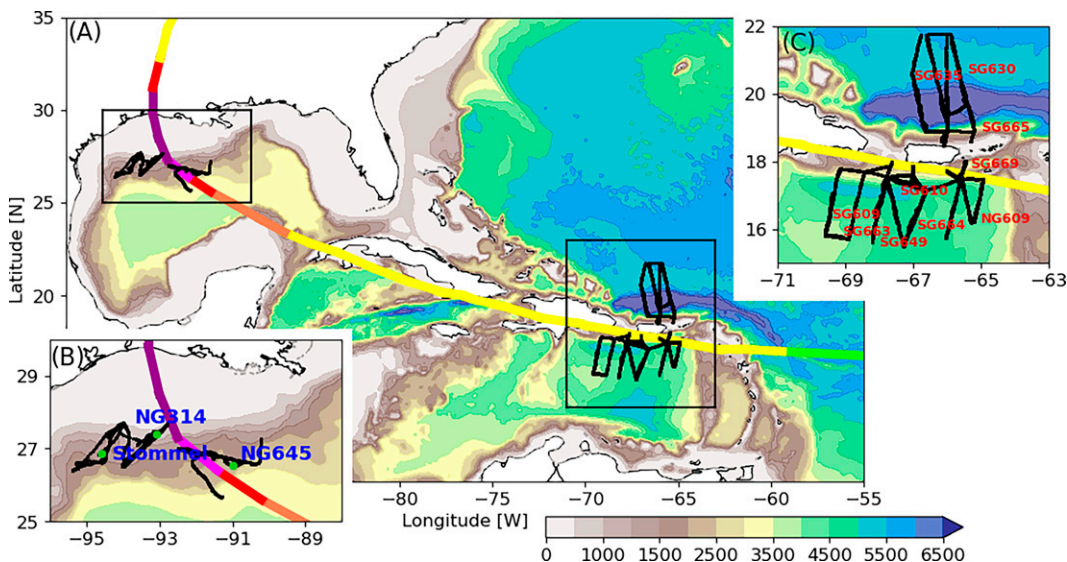 (A)
35
30
25
20
Latitude [N]
−80
−75
−70
−65
−60
−55
Longitude [W]
(B)
29
27
25
−95
−93
−91
−89
NG314
Stommel
NG645
(C)
22
20
18
16
−71
−69
−67
−65
−63
SG635
SG630
SG665
SG669
SG610
SG609
SG663
SG649
SG664
NG609
0
1000
1500
2500
3500
4500
5500
6500